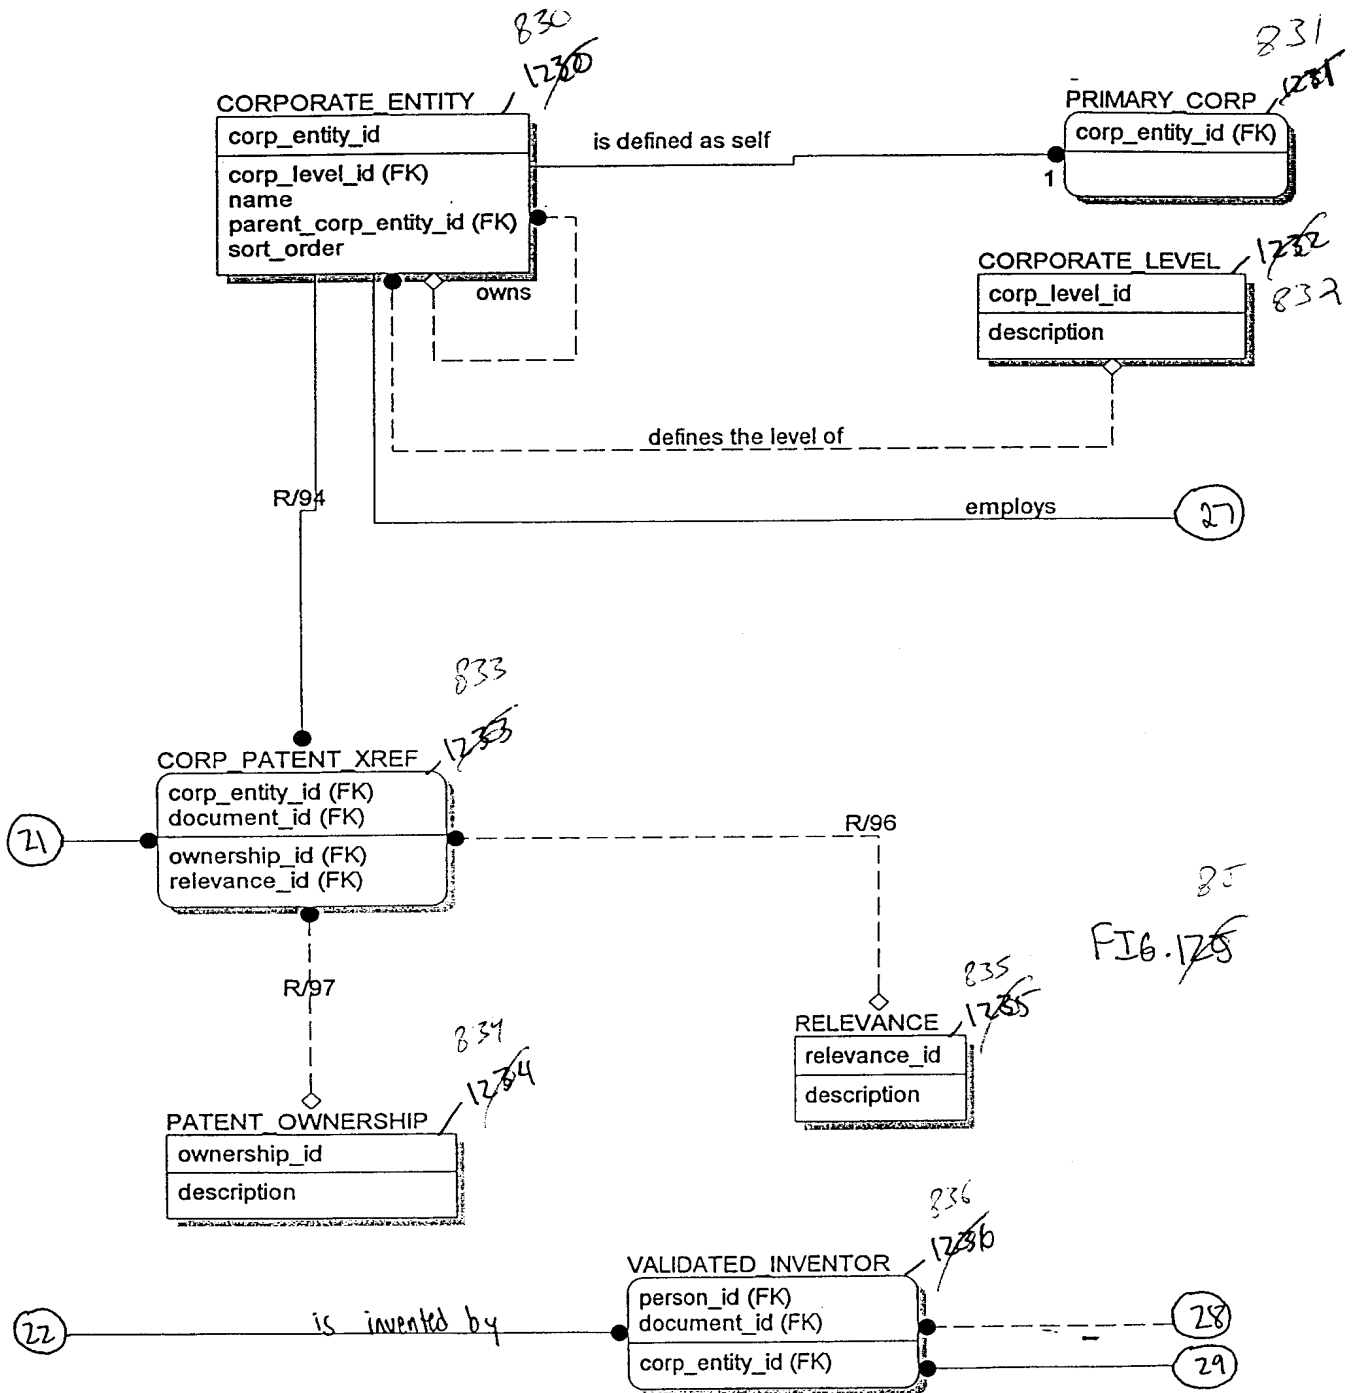 830
1230
CORPORATE_ENTITY
corp_entity_id
corp_level_id (FK)
name
parent_corp_entity_id (FK)
sort_order
is defined as self
831
1231
PRIMARY_CORP
corp_entity_id (FK)
1
owns
1232
CORPORATE_LEVEL
832
corp_level_id
description
defines the level of
R/94
employs
27
833
1233
CORP_PATENT_XREF
corp_entity_id (FK)
document_id (FK)
ownership_id (FK)
relevance_id (FK)
21
R/96
85
FIG. 125
R/97
835
1235
RELEVANCE
relevance_id
description
834
1234
PATENT_OWNERSHIP
ownership_id
description
836
1236
VALIDATED_INVENTOR
person_id (FK)
document_id (FK)
corp_entity_id (FK)
22
is invented by
28
29